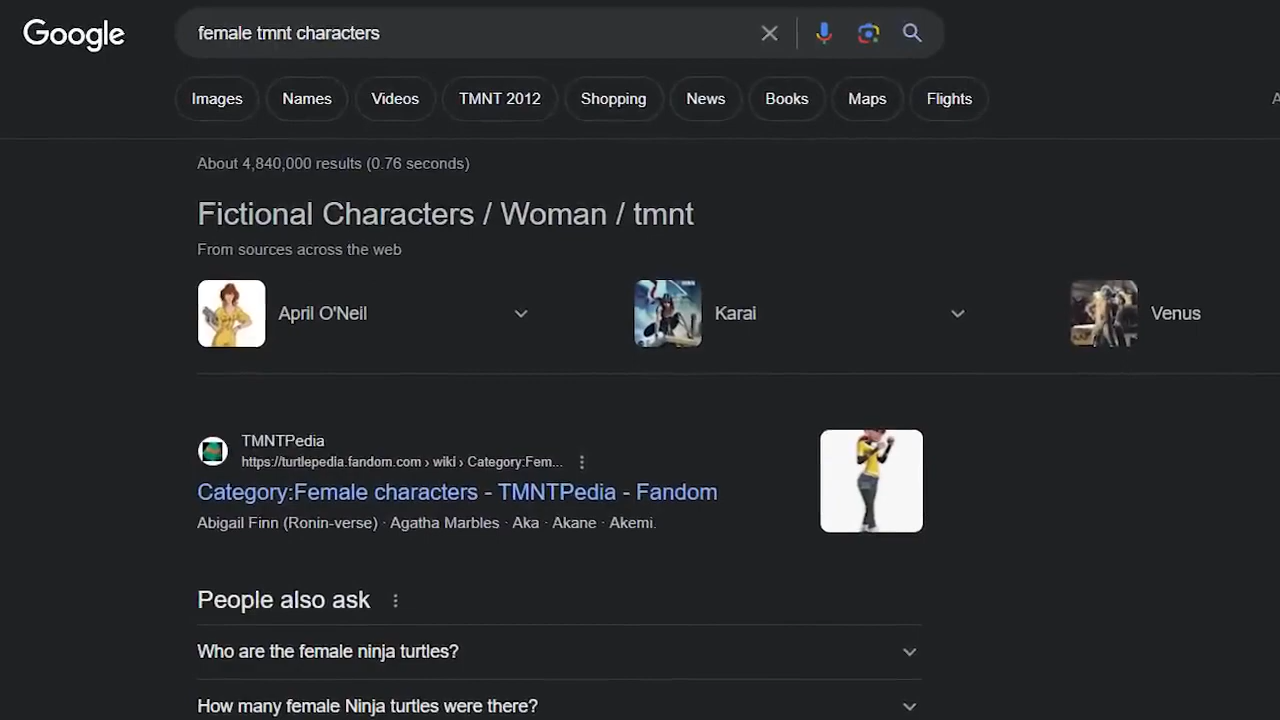 Google
female tmnt characters
Images Names Videos TMNT 2012 Shopping News Books Maps Flights
About 4,840,000 results (0.76 seconds)
Fictional Characters / Woman / tmnt
From sources across the web
April O'Neil Karai Venus
TMNTPedia
https://turtlepedia.fandom.com › wiki › Category:Fem...
Category:Female characters - TMNTPedia - Fandom
Abigail Finn (Ronin-verse) · Agatha Marbles · Aka · Akane · Akemi.
People also ask
Who are the female ninja turtles?
How many female Ninja turtles were there?